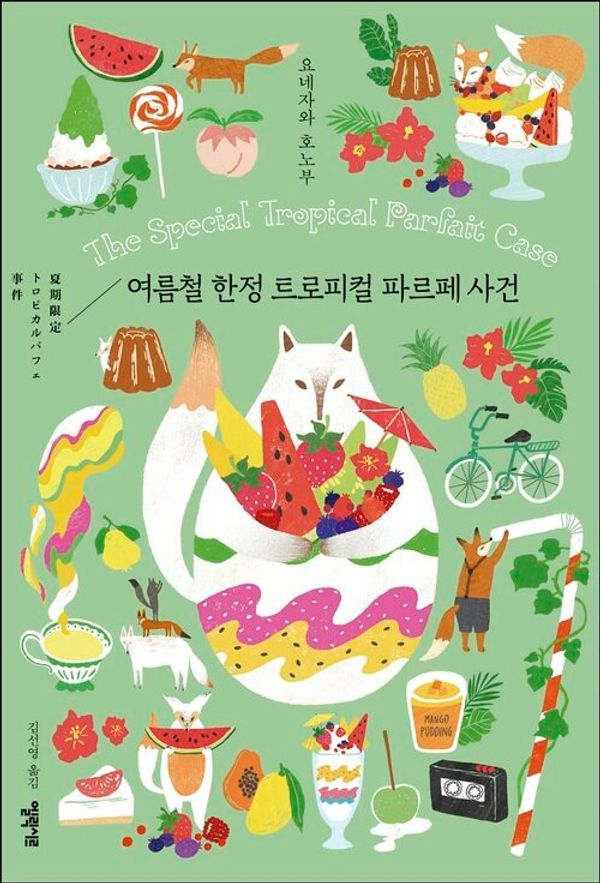 요네자와 호노부
The Special Tropical Parfait Case
여름철 한정 트로피컬 파르페 사건
夏期限定
トロピカルパフェ
事件
MANGO
PUDDING
김선영 옮김
엘릭시르